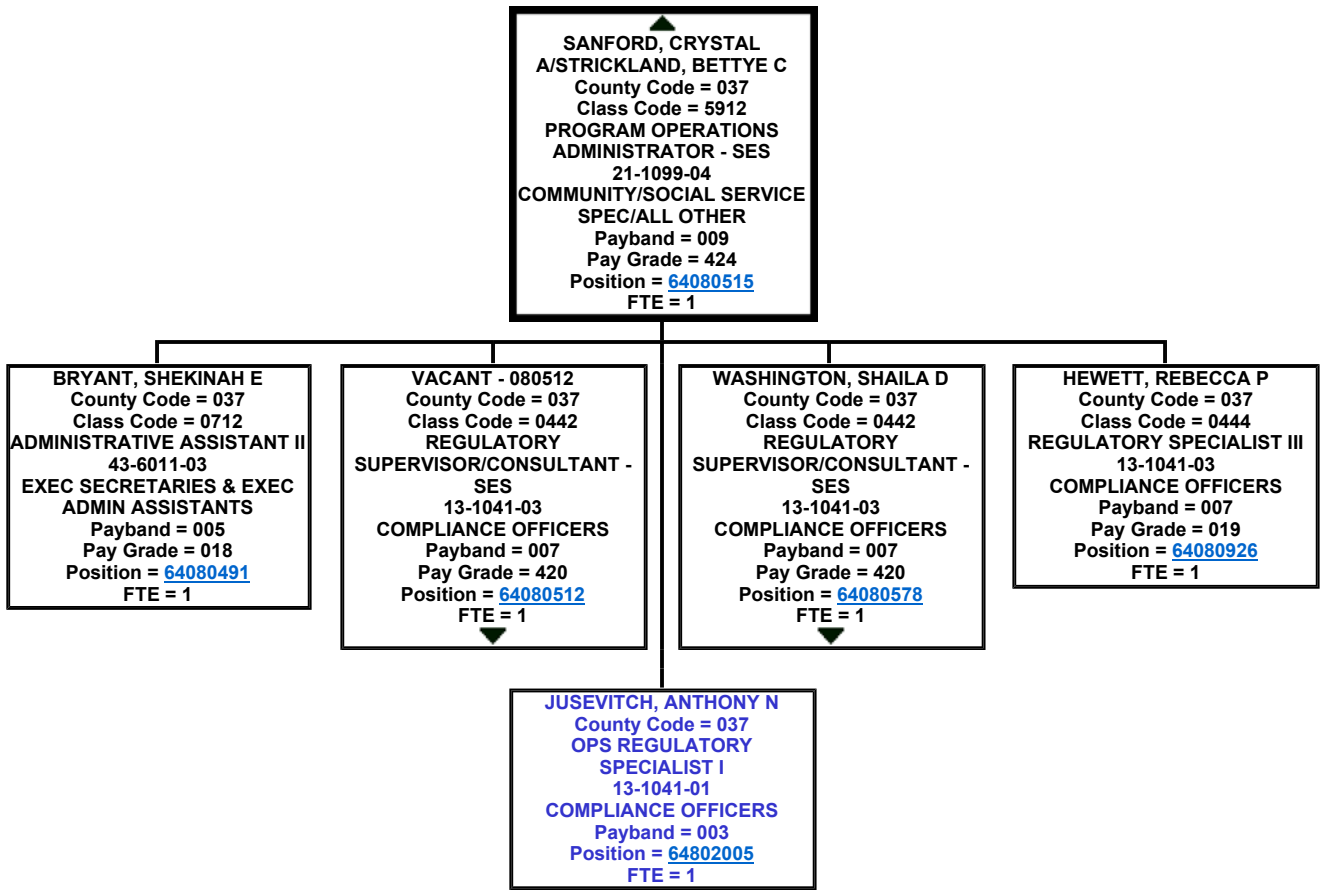 SANFORD, CRYSTAL
A/STRICKLAND, BETTYE C
County Code = 037
Class Code = 5912
PROGRAM OPERATIONS
ADMINISTRATOR - SES
21-1099-04
COMMUNITY/SOCIAL SERVICE
SPEC/ALL OTHER
Payband = 009
Pay Grade = 424
Position = 64080515
FTE = 1
BRYANT, SHEKINAH E
County Code = 037
Class Code = 0712
ADMINISTRATIVE ASSISTANT II
43-6011-03
EXEC SECRETARIES & EXEC
ADMIN ASSISTANTS
Payband = 005
Pay Grade = 018
Position = 64080491
FTE = 1
VACANT - 080512
County Code = 037
Class Code = 0442
REGULATORY
SUPERVISOR/CONSULTANT -
SES
13-1041-03
COMPLIANCE OFFICERS
Payband = 007
Pay Grade = 420
Position = 64080512
FTE = 1
WASHINGTON, SHAILA D
County Code = 037
Class Code = 0442
REGULATORY
SUPERVISOR/CONSULTANT -
SES
13-1041-03
COMPLIANCE OFFICERS
Payband = 007
Pay Grade = 420
Position = 64080578
FTE = 1
HEWETT, REBECCA P
County Code = 037
Class Code = 0444
REGULATORY SPECIALIST III
13-1041-03
COMPLIANCE OFFICERS
Payband = 007
Pay Grade = 019
Position = 64080926
FTE = 1
JUSEVITCH, ANTHONY N
County Code = 037
OPS REGULATORY
SPECIALIST I
13-1041-01
COMPLIANCE OFFICERS
Payband = 003
Position = 64802005
FTE = 1